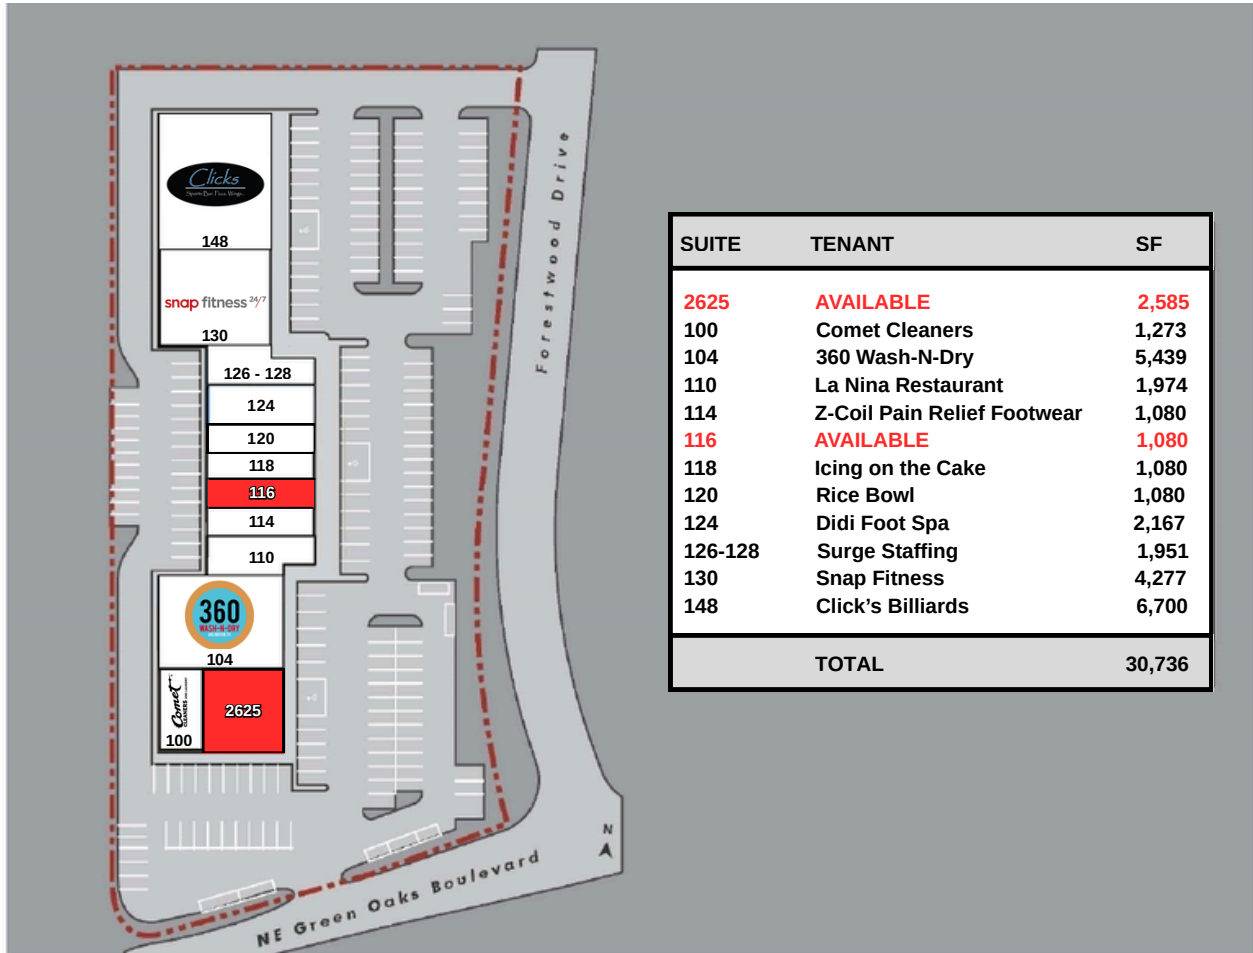 Clicks
148
snap fitness 24/7
130
126 - 128
124
120
118
116
114
110
360
WASH-N-DRY
104
Comet
CLEANERS
100
2625
Forestwood Drive
NE Green Oaks Boulevard
N
SUITE TENANT SF
2625 AVAILABLE 2,585
100 Comet Cleaners 1,273
104 360 Wash-N-Dry 5,439
110 La Nina Restaurant 1,974
114 Z-Coil Pain Relief Footwear 1,080
116 AVAILABLE 1,080
118 Icing on the Cake 1,080
120 Rice Bowl 1,080
124 Didi Foot Spa 2,167
126-128 Surge Staffing 1,951
130 Snap Fitness 4,277
148 Click’s Billiards 6,700
TOTAL 30,736